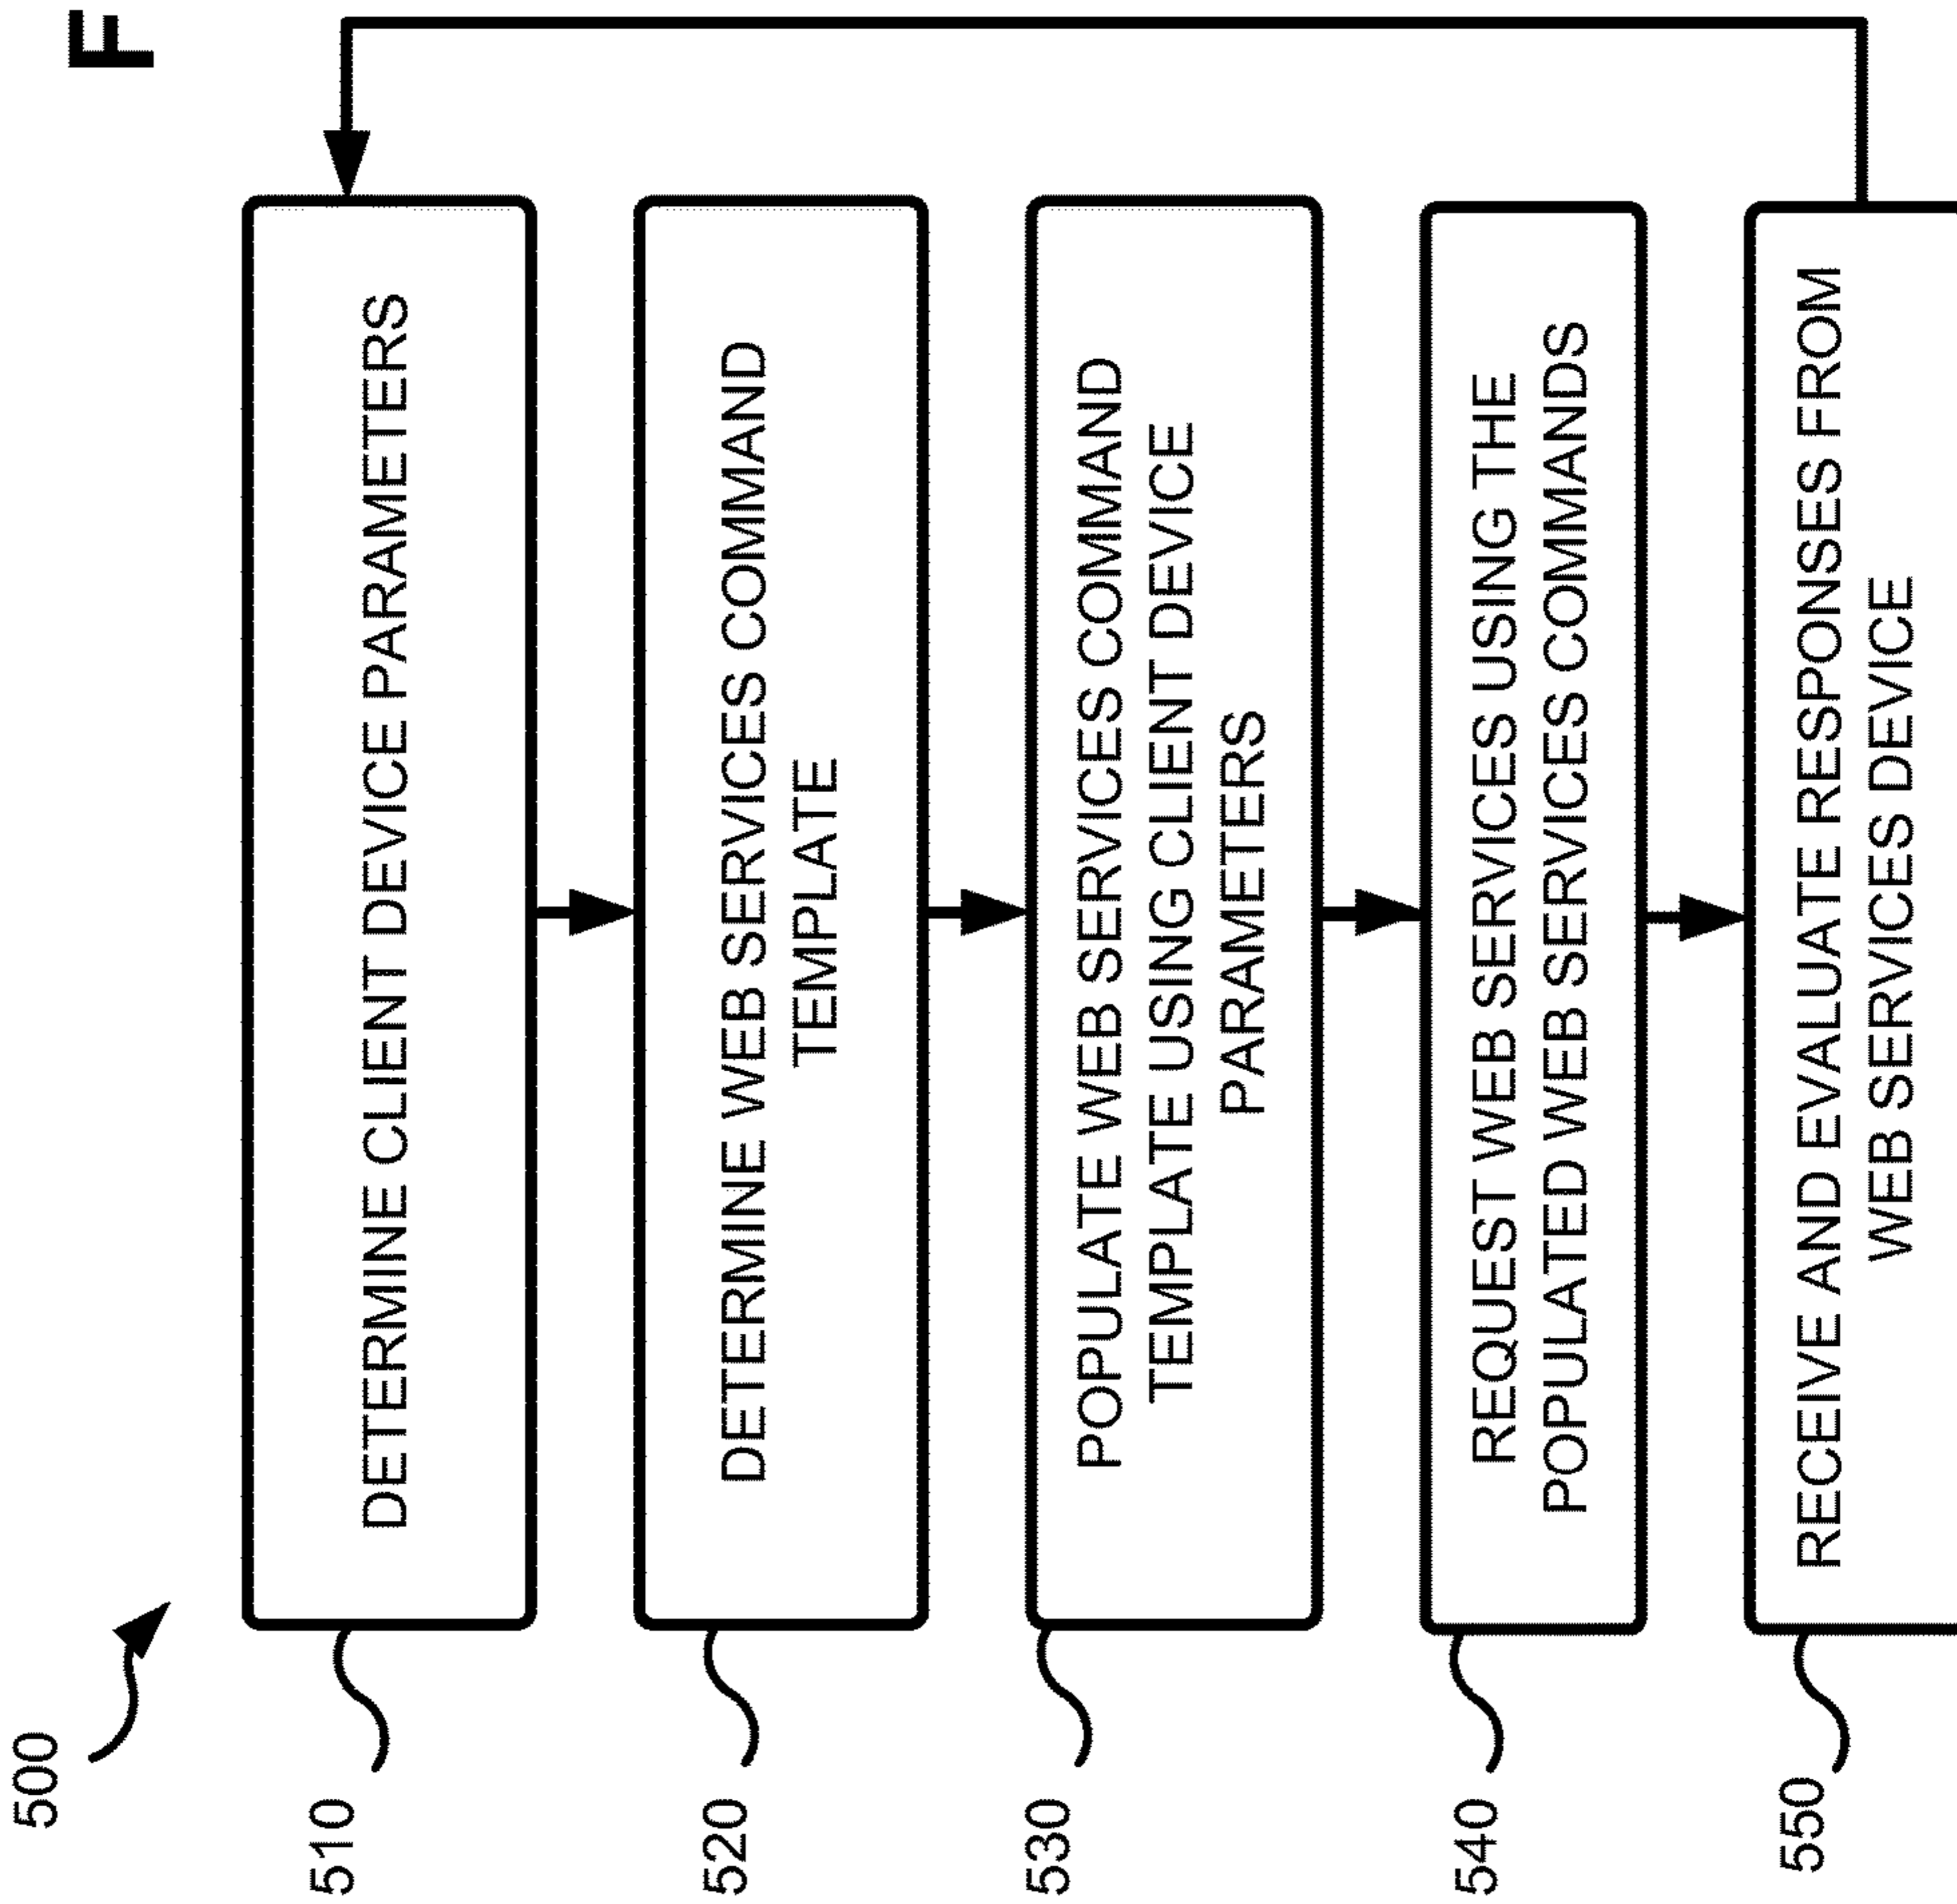 F
500
510
DETERMINE CLIENT DEVICE PARAMETERS
520
DETERMINE WEB SERVICES COMMAND
TEMPLATE
530
POPULATE WEB SERVICES COMMAND
TEMPLATE USING CLIENT DEVICE
PARAMETERS
540
REQUEST WEB SERVICES USING THE
POPULATED WEB SERVICES COMMANDS
550
RECEIVE AND EVALUATE RESPONSES FROM
WEB SERVICES DEVICE